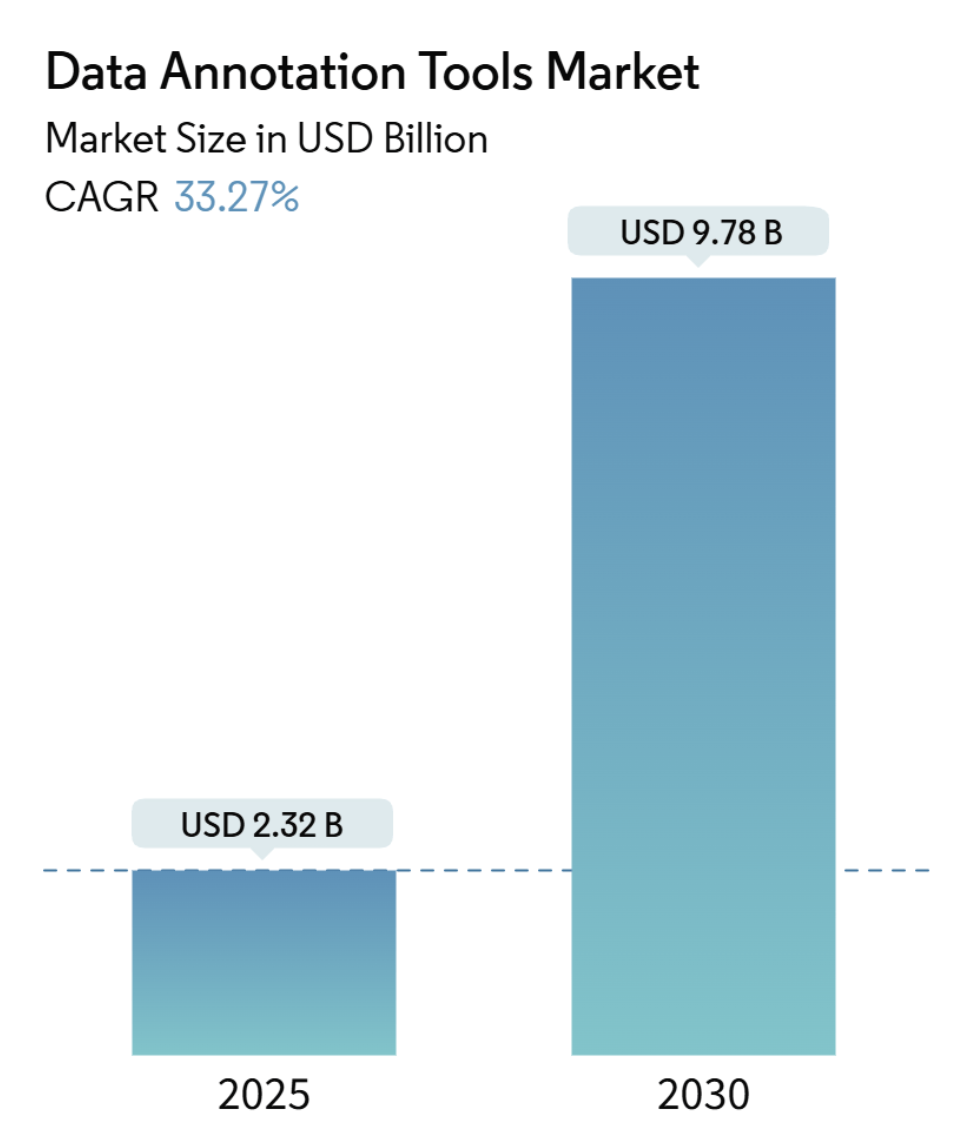 Data Annotation Tools Market
Market Size in USD Billion
CAGR 33.27%
USD 9.78 B
USD 2.32 B
2025 2030